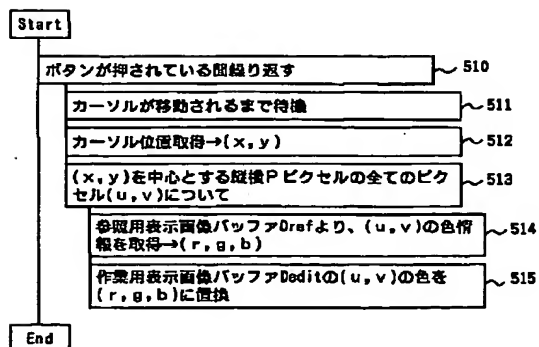 Start
ボタンが押されている間繰り返す
510
カーソルが移動されるまで待機
511
カーソル位置取得→(x,y)
512
(x,y)を中心とする縦横Pピクセルの全てのピク
セル(u,v)について
513
参照用表示画像バッファDrefより、(u,v)の色情
報を取得→(r,g,b)
514
作業用表示画像バッファDeditの(u,v)の色を
(r,g,b)に置換
515
End